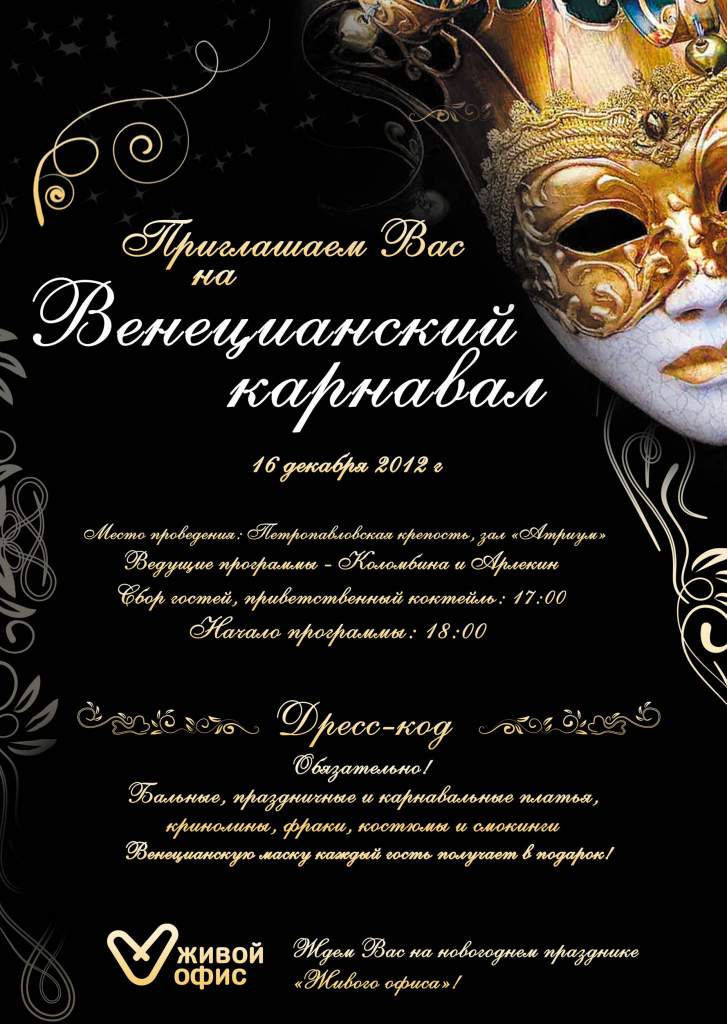 Приглашаем Вас
на
Венецианский
карнавал
16 декабря 2012 г
Место проведения: Петропавловская крепость, зал «Атриум»
Ведущие программы - Коломбина и Арлекин
Сбор гостей, приветственный коктейль: 17:00
Начало программы: 18:00
Дресс-код
Обязательно!
Бальные, праздничные и карнавальные платья,
кринолины, фраки, костюмы и смокинги
Венецианскую маску каждый гость получает в подарок!
живой
офис
Ждем Вас на новогоднем празднике
«Живого офиса»!